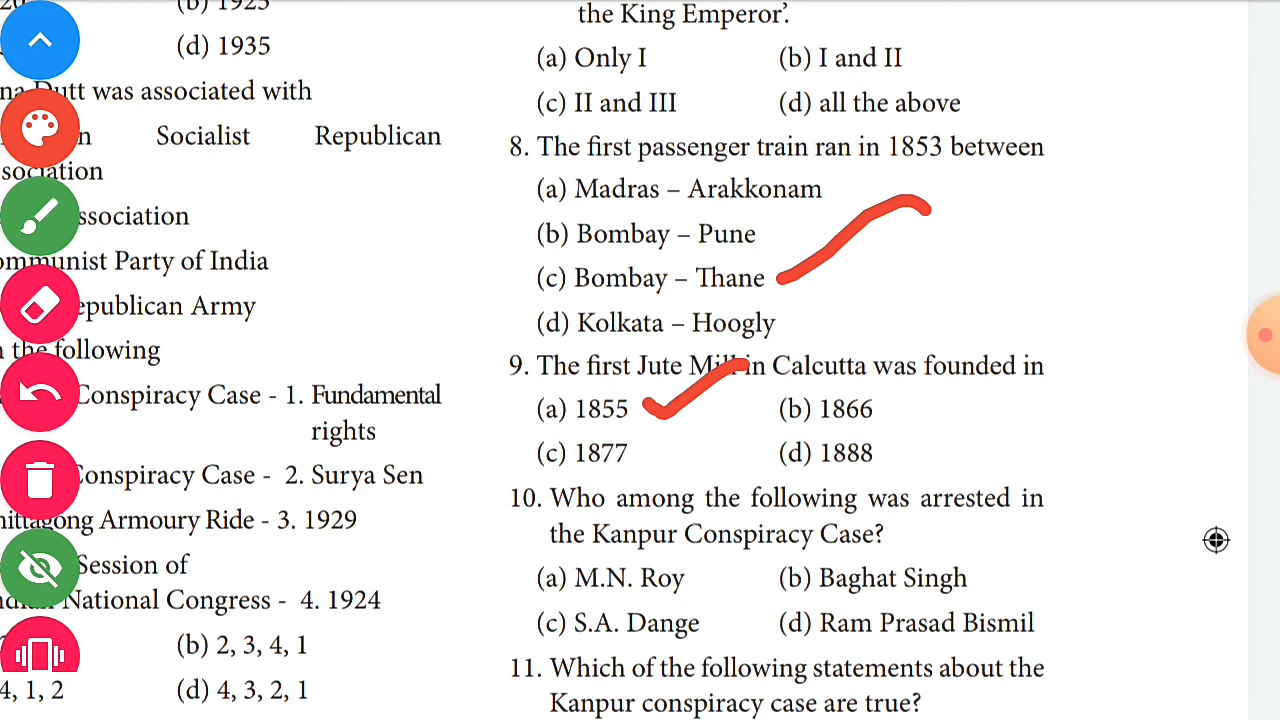 (b) 1925
(d) 1935
Dutt was associated with
Socialist Republican
ssociation
Party of India
Republican Army
the following
Conspiracy Case - 1. Fundamental
rights
Conspiracy Case - 2. Surya Sen
Armoury Ride - 3. 1929
Session of
National Congress - 4. 1924
(b) 2, 3, 4, 1
4, 1, 2
(d) 4, 3, 2, 1
the King Emperor'.
(a) Only I
(b) I and II
(c) II and III
(d) all the above
8. The first passenger train ran in 1853 between
(a) Madras – Arakkonam
(b) Bombay – Pune
(c) Bombay – Thane
(d) Kolkata – Hoogly
9. The first Jute Mill in Calcutta was founded in
(a) 1855
(b) 1866
(c) 1877
(d) 1888
10. Who among the following was arrested in
the Kanpur Conspiracy Case?
(a) M.N. Roy
(b) Baghat Singh
(c) S.A. Dange
(d) Ram Prasad Bismil
11. Which of the following statements about the
Kanpur conspiracy case are true?